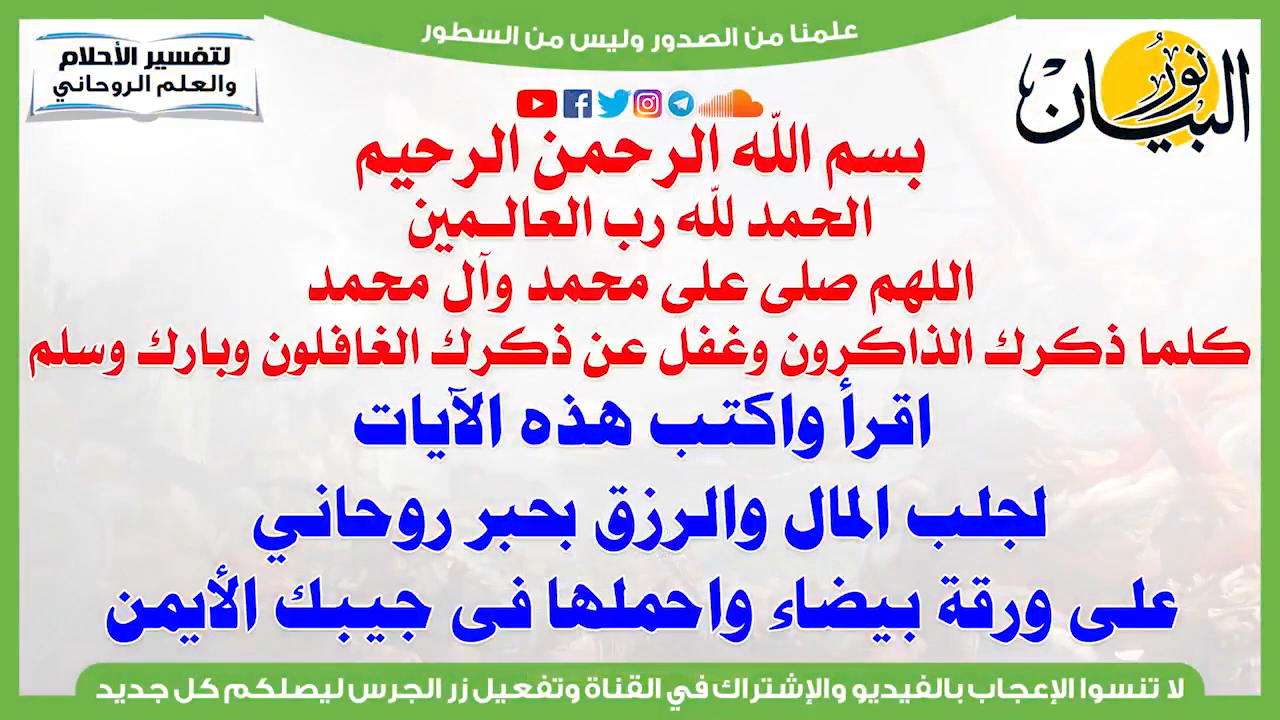 علمنا من الصدور وليس من السطور
لتفسير الأحلام
والعلم الروحاني
نور
البيان
بسم الله الرحمن الرحيم
الحمد لله رب العالـمين
اللهم صلى على محمد وآل محمد
كلما ذكرك الذاكرون وغفل عن ذكرك الغافلون وبارك وسلم
اقرأ واكتب هذه الآيات
لجلب المال والرزق بحبر روحاني
على ورقة بيضاء واحملها فى جيبك الأيمن
لا تنسوا الإعجاب بالفيديو والإشتراك في القناة وتفعيل زر الجرس ليصلكم كل جديد